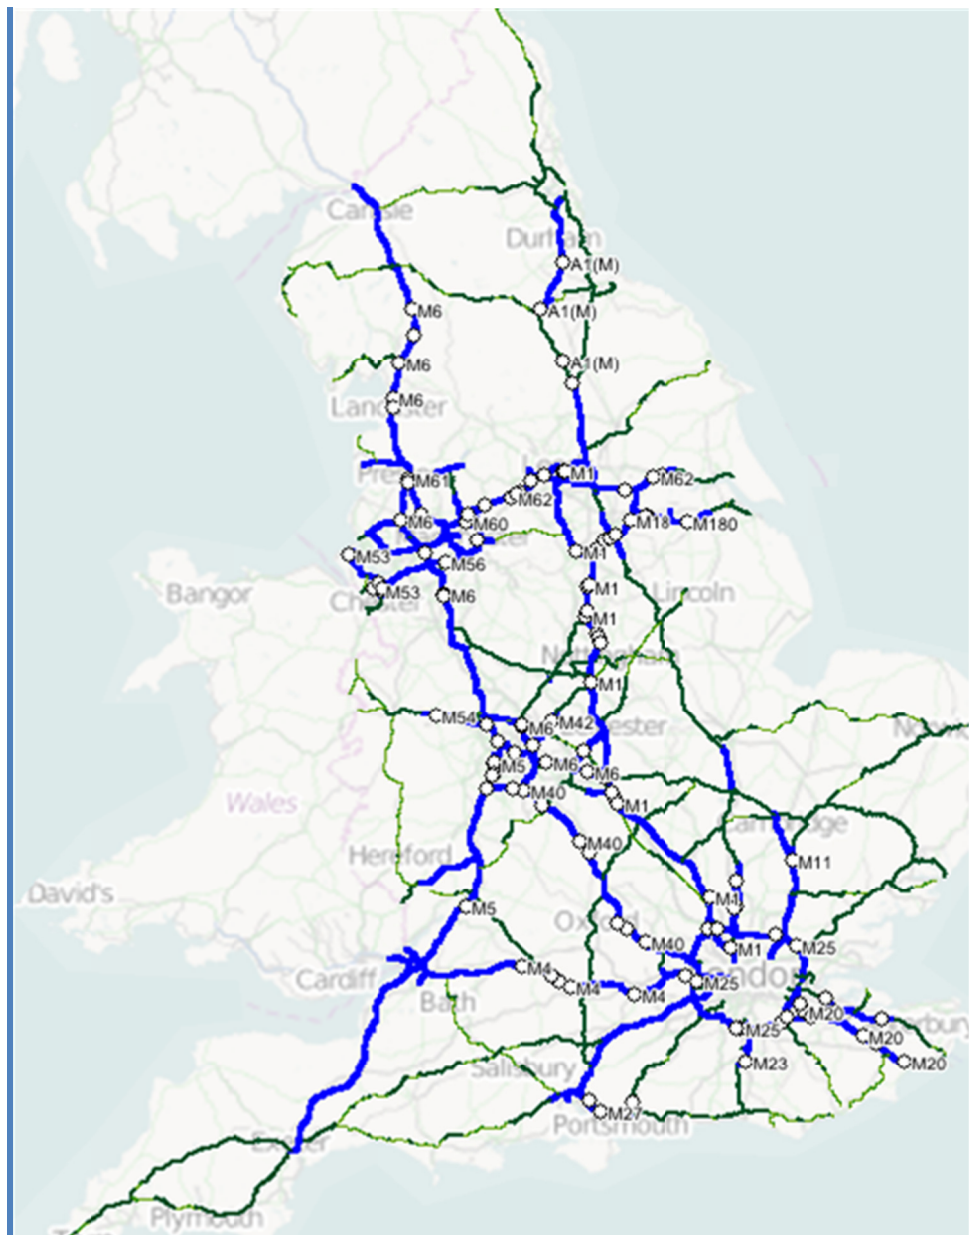 Carlisle
Durham
A1(M)
M6
A1(M)
M6
A1(M)
M6
Lancaster
M1
M61
M62
M62
M6
M60
M18
M180
M53
M1
M56
Bangor
M53
Chester
M6
M1
Lincoln
M1
Nottingham
M1
M54
M6
M42
Leicester
M5
M6
M6
Wales
M40
M1
Cambridge
M40
Hereford
M11
David's
M5
M4
Oxford
M40
M1
M25
Cardiff
M4
London
M25
Bath
M4
M4
M20
M25
M20
Salisbury
M23
M20
M27
Portsmouth
Exeter
Plymouth